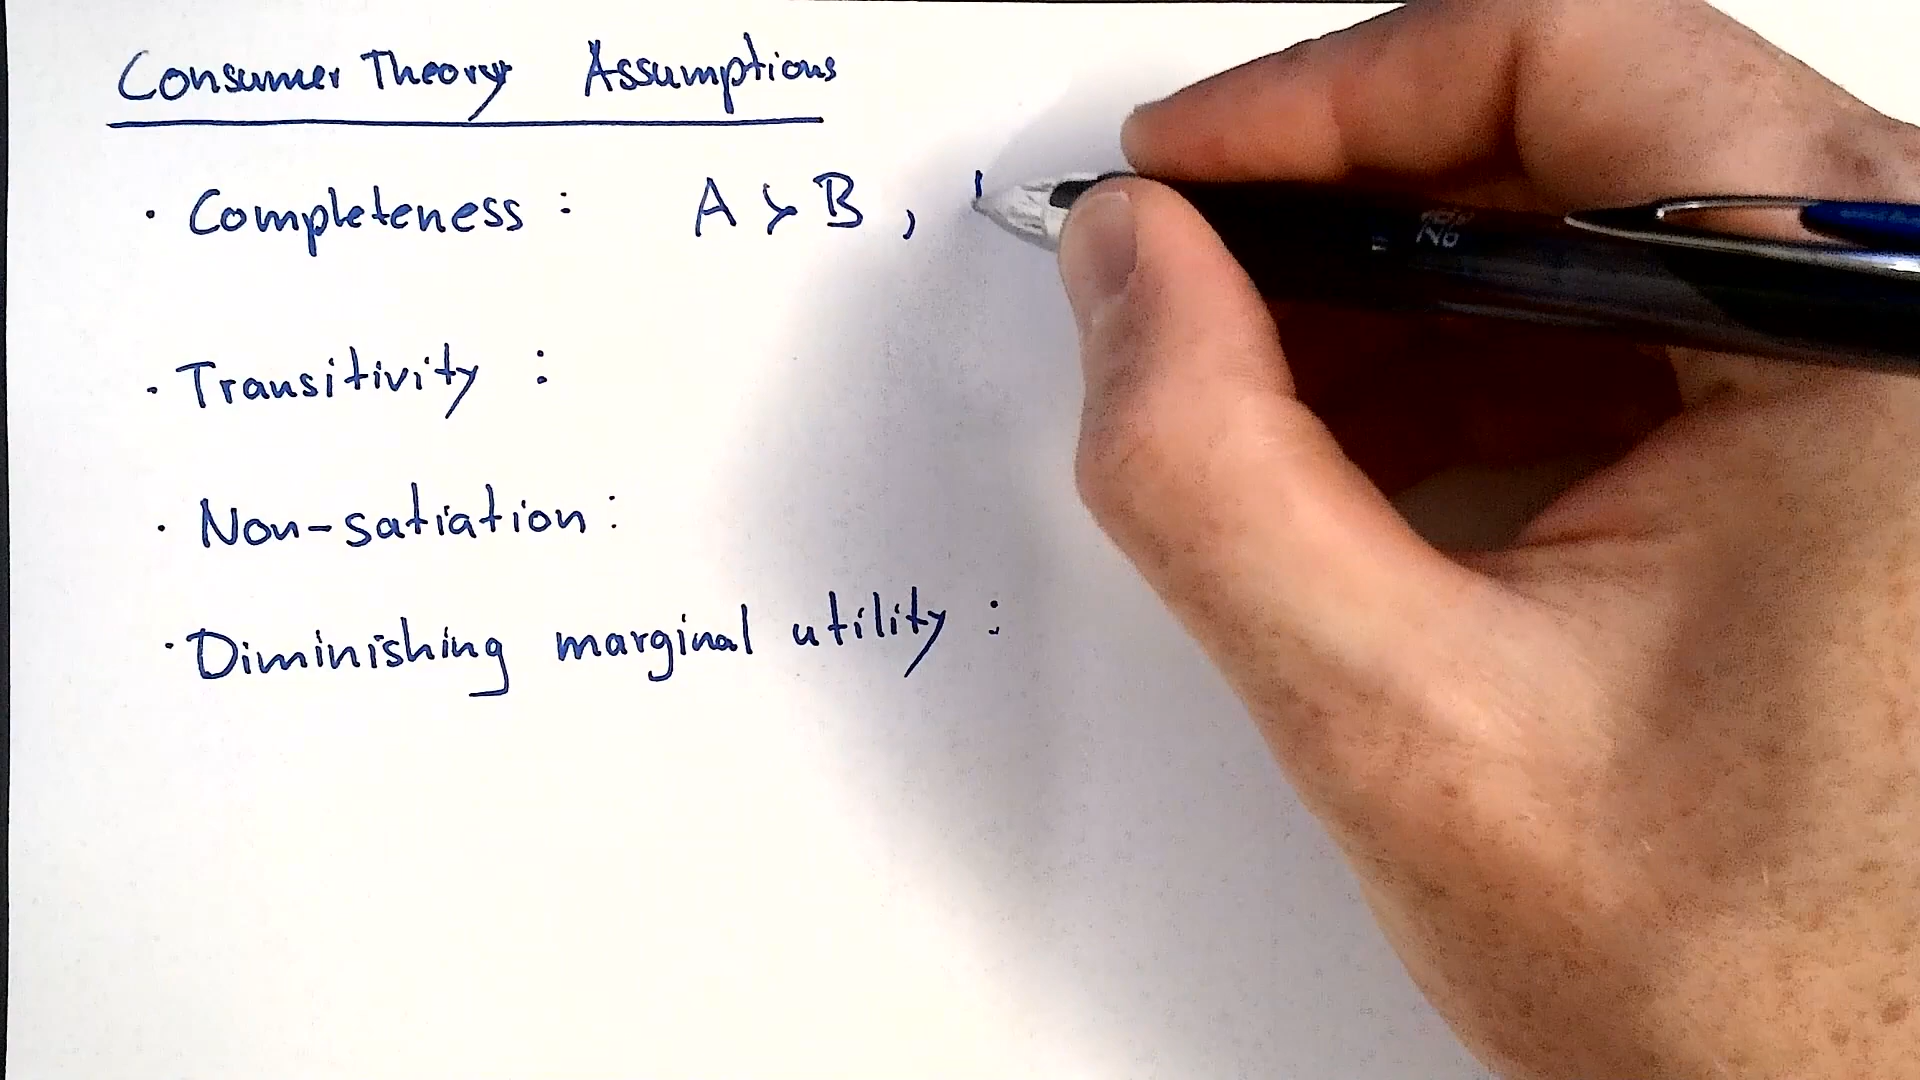 Consumer Theory Assumptions
· Completeness : A ≻ B ,
· Transitivity :
· Non-satiation :
· Diminishing marginal utility :